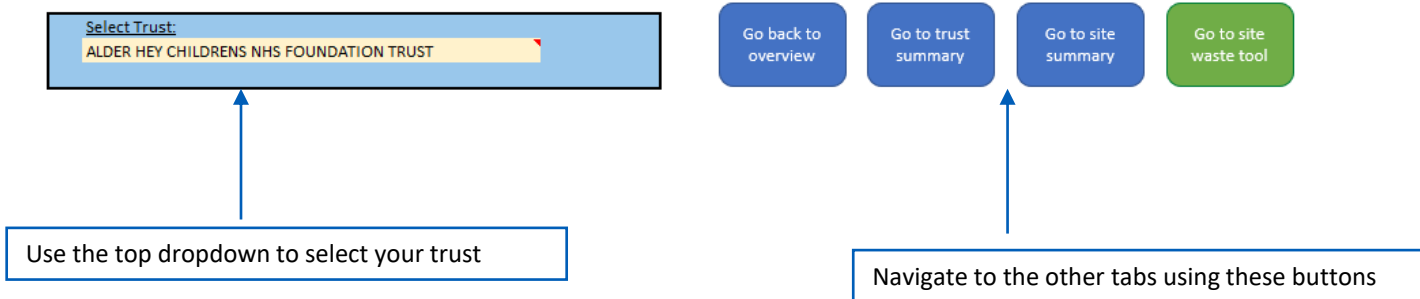 Select Trust:
ALDER HEY CHILDRENS NHS FOUNDATION TRUST
Go back to
overview
Go to trust
summary
Go to site
summary
Go to site
waste tool
Use the top dropdown to select your trust
Navigate to the other tabs using these buttons